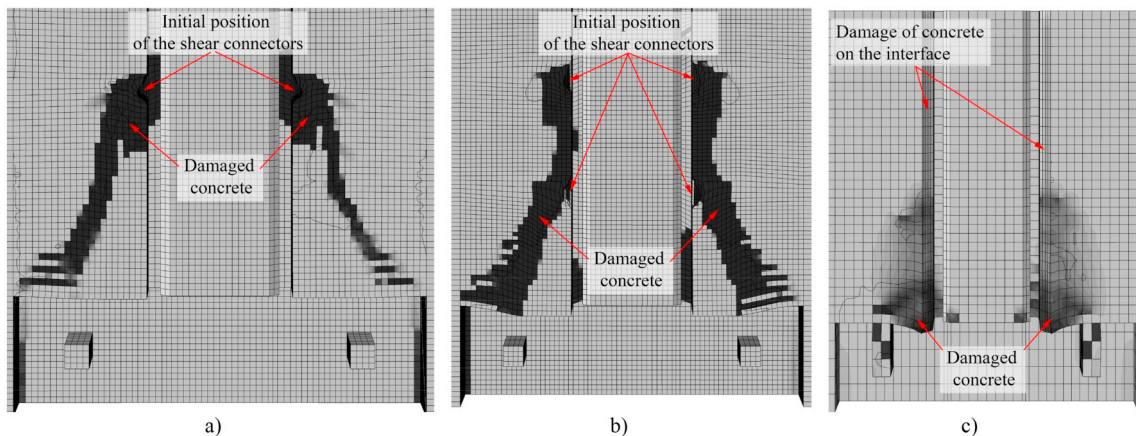 Initial position
of the shear connectors
Damaged
concrete
a)
Initial position
of the shear connectors
Damaged
concrete
b)
Damage of concrete
on the interface
Damaged
concrete
c)